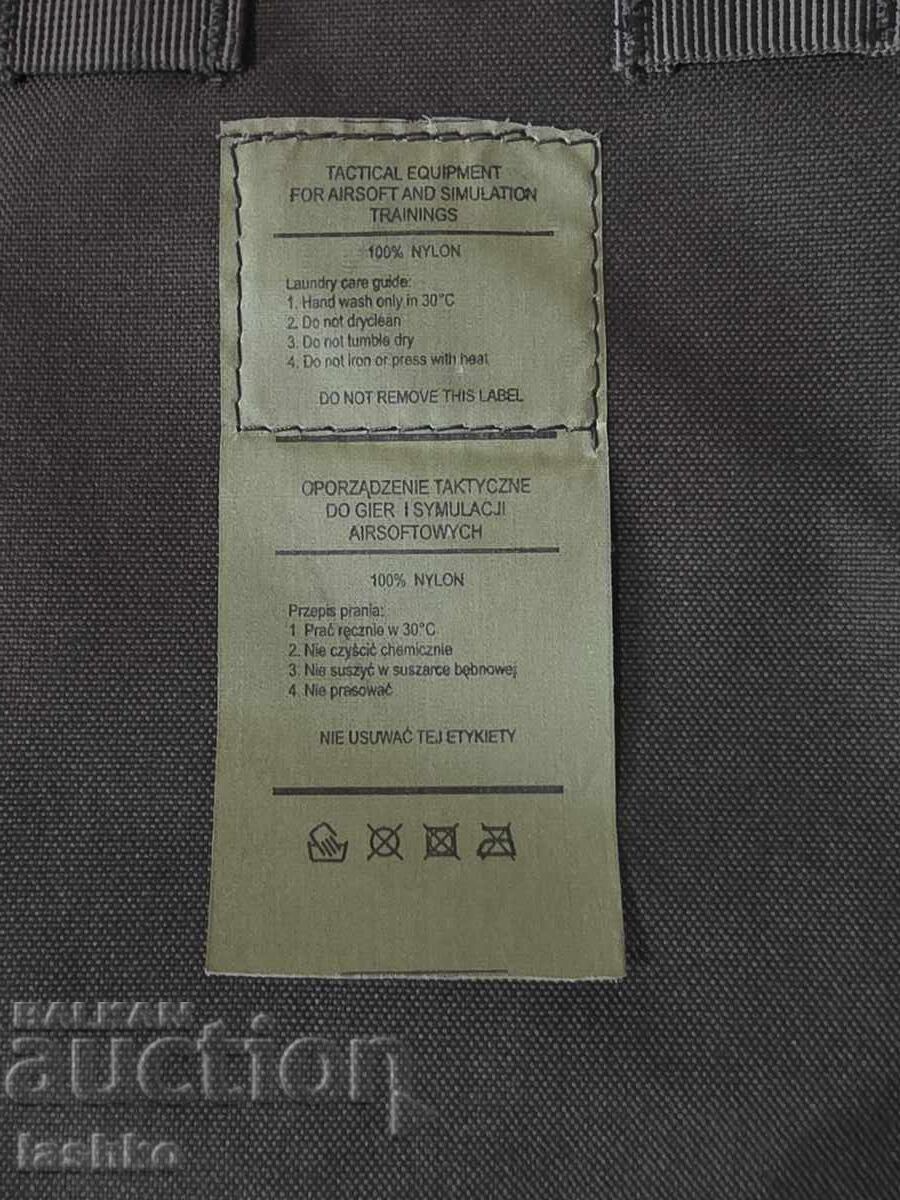 TACTICAL EQUIPMENT
FOR AIRSOFT AND SIMULATION
TRAININGS
100% NYLON
Laundry care guide:
1. Hand wash only in 30°C
2. Do not dryclean
3. Do not tumble dry
4. Do not iron or press with heat
DO NOT REMOVE THIS LABEL
OPORZĄDZENIE TAKTYCZNE
DO GIER I SYMULACJI
AIRSOFTOWYCH
100% NYLON
Przepis prania:
1 Prać ręcznie w 30°C
2. Nie czyścić chemicznie
3. Nie suszyć w suszarce bębnowej
4. Nie prasować
NIE USUWAĆ TEJ ETYKIETY
BALKAN
auction
lashko